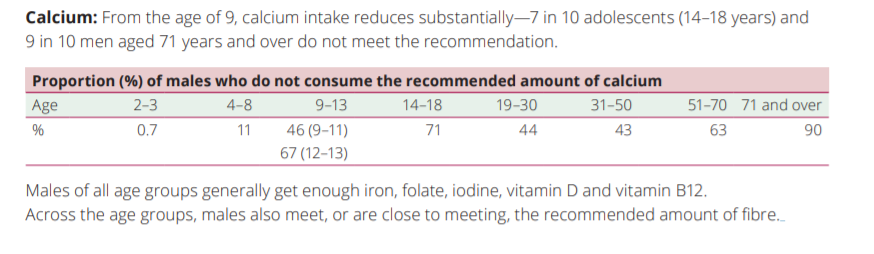 Calcium: From the age of 9, calcium intake reduces substantially—7 in 10 adolescents (14–18 years) and
9 in 10 men aged 71 years and over do not meet the recommendation.
Proportion (%) of males who do not consume the recommended amount of calcium
Age 2–3 4–8 9–13 14–18 19–30 31–50 51–70 71 and over
% 0.7 11 46 (9–11) 71 44 43 63 90
67 (12–13)
Males of all age groups generally get enough iron, folate, iodine, vitamin D and vitamin B12.
Across the age groups, males also meet, or are close to meeting, the recommended amount of fibre.